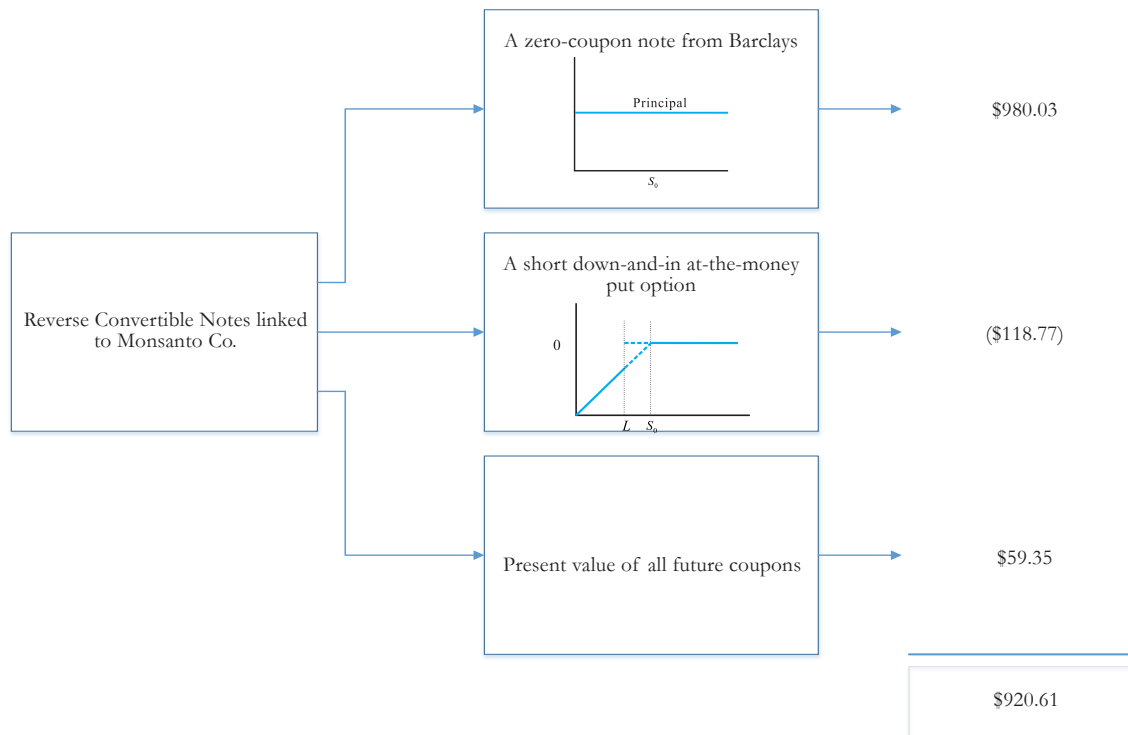 A zero-coupon note from Barclays
Principal
S₀
$980.03
Reverse Convertible Notes linked
to Monsanto Co.
A short down-and-in at-the-money
put option
0
L S₀
($118.77)
Present value of all future coupons
$59.35
$920.61